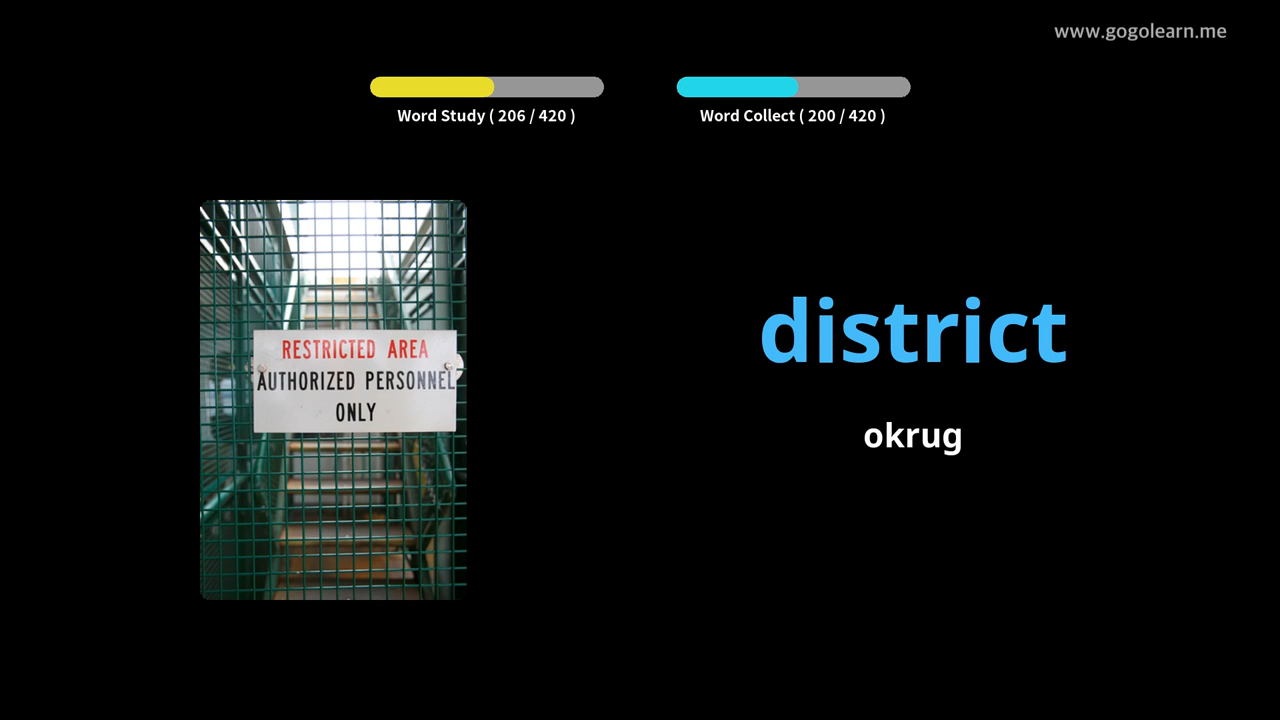 www.gogolearn.me
Word Study ( 206 / 420 )
Word Collect ( 200 / 420 )
RESTRICTED AREA
AUTHORIZED PERSONNEL
ONLY
district
okrug